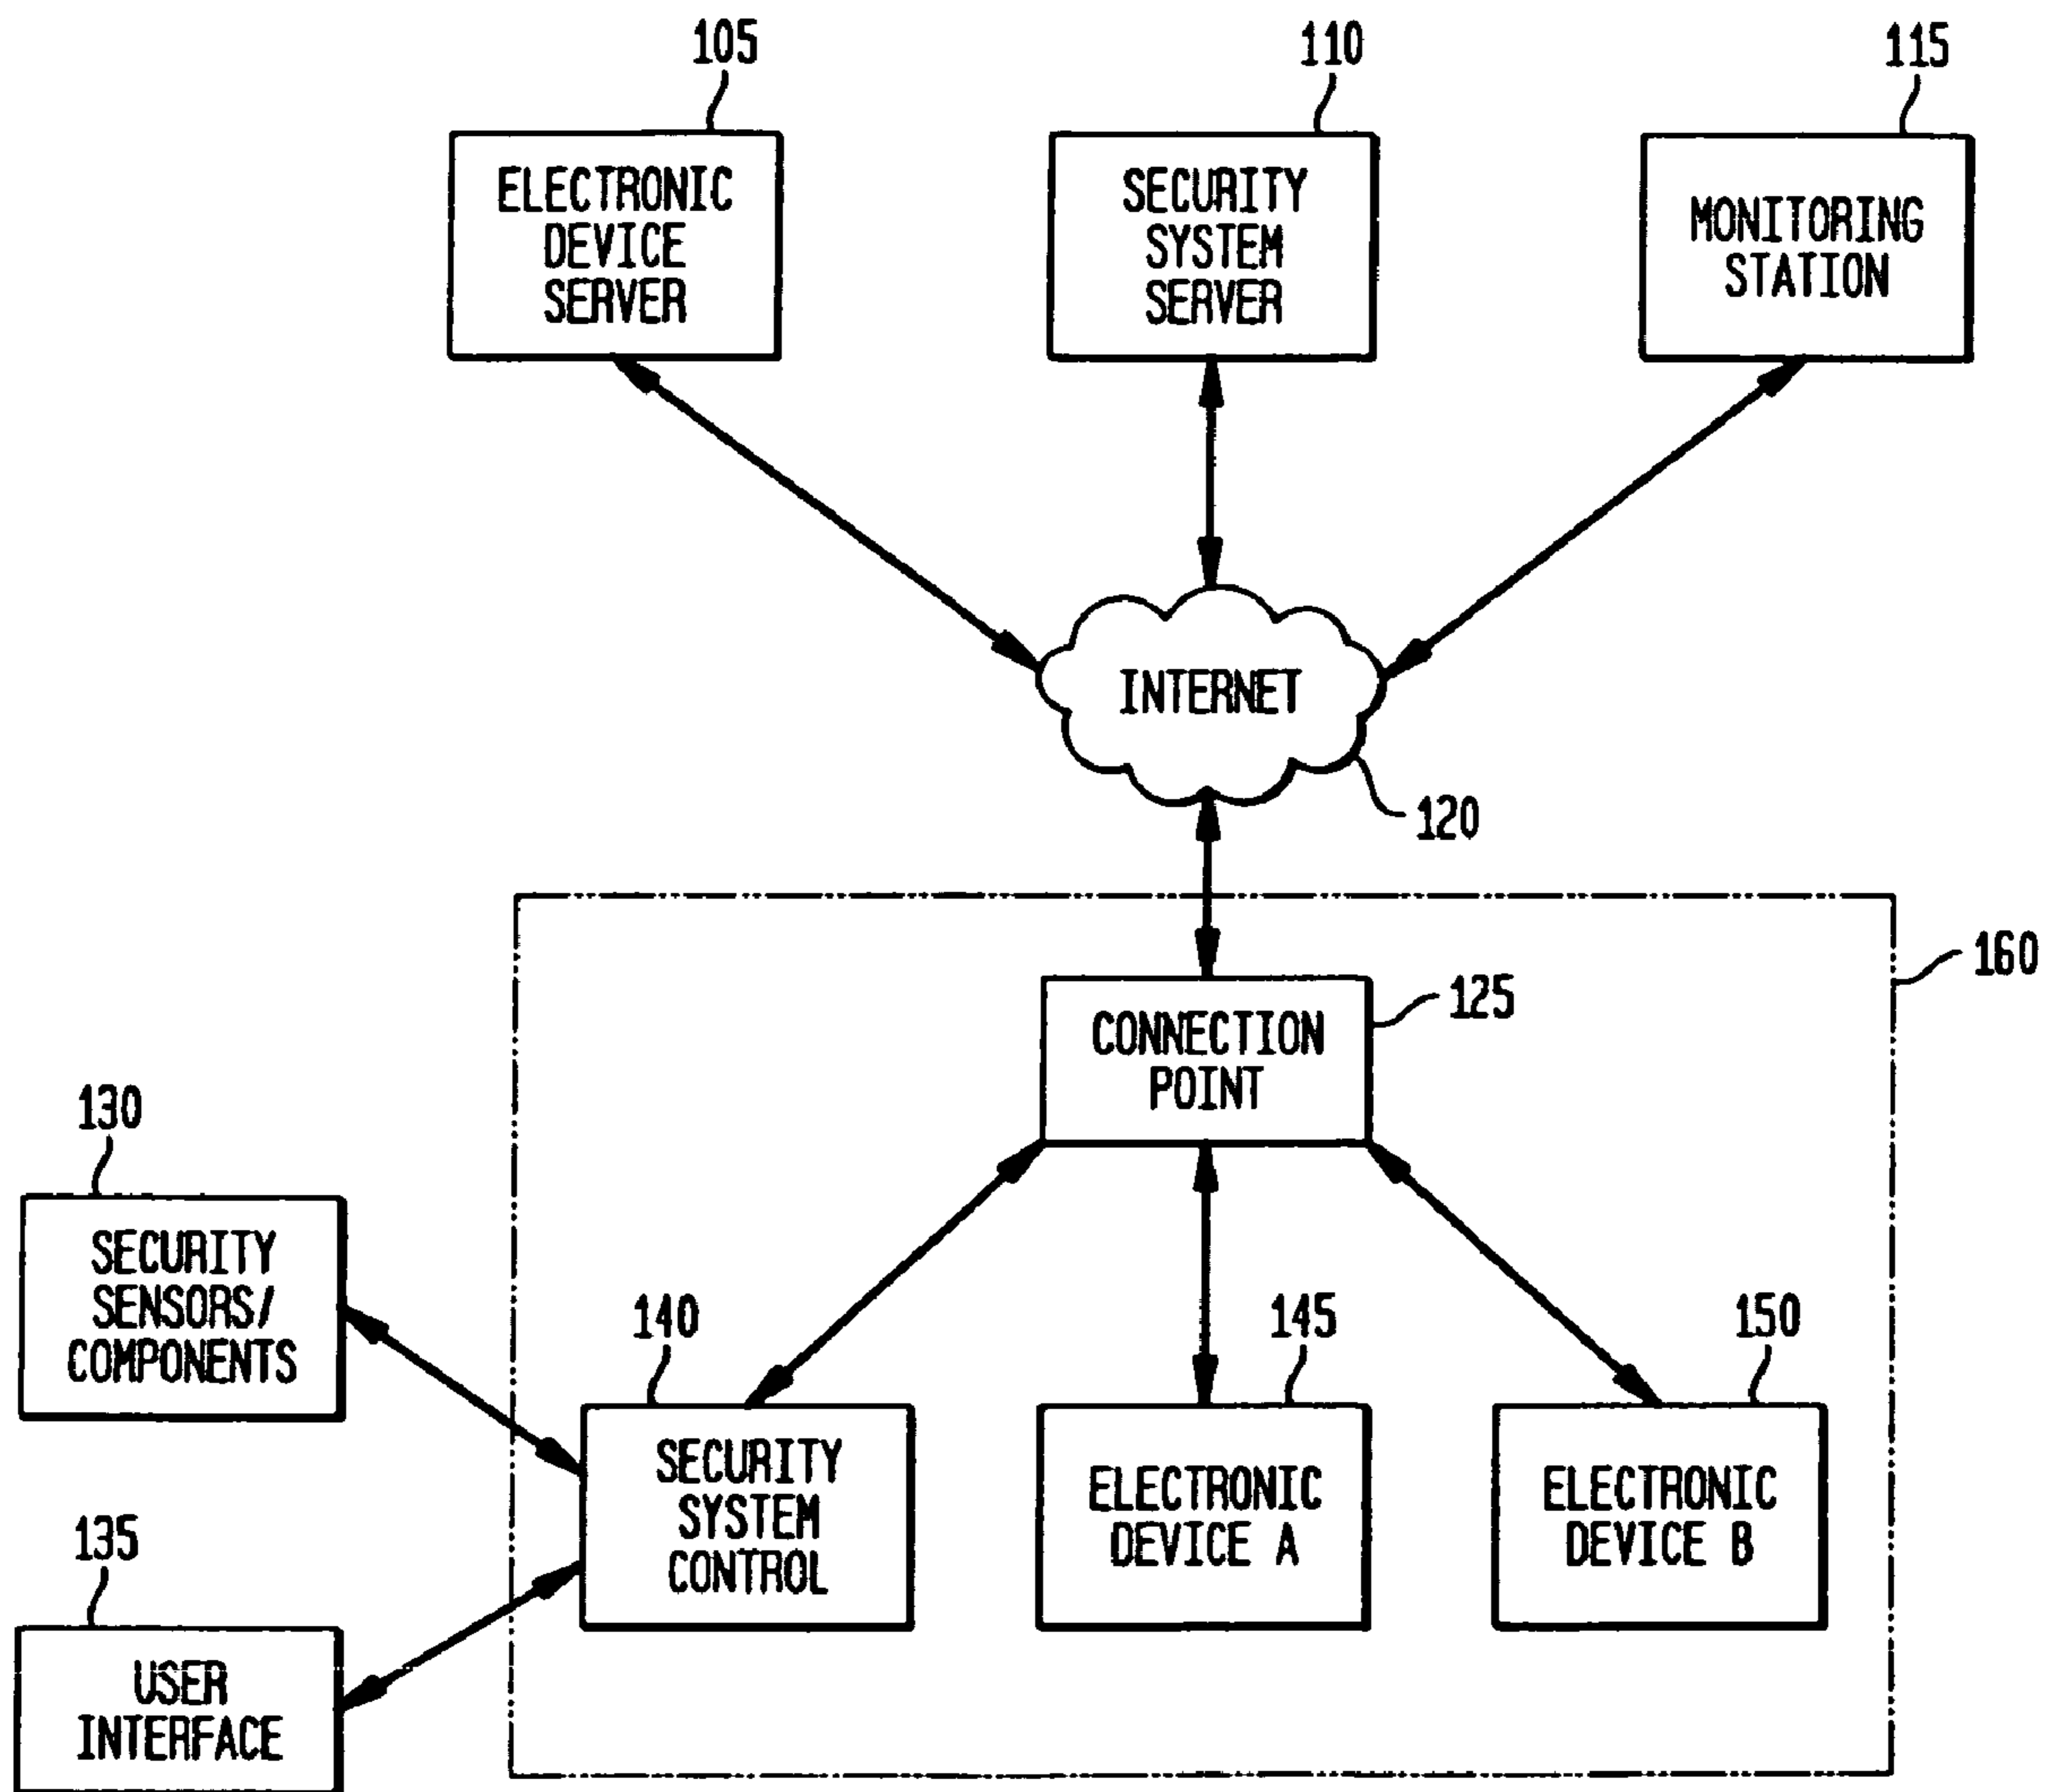 105
110
115
ELECTRONIC
DEVICE
SERVER
SECURITY
SYSTEM
SERVER
MONITORING
STATION
INTERNET
120
160
125
CONNECTION
POINT
130
SECURITY
SENSORS/
COMPONENTS
140
145
150
SECURITY
SYSTEM
CONTROL
ELECTRONIC
DEVICE A
ELECTRONIC
DEVICE B
135
USER
INTERFACE